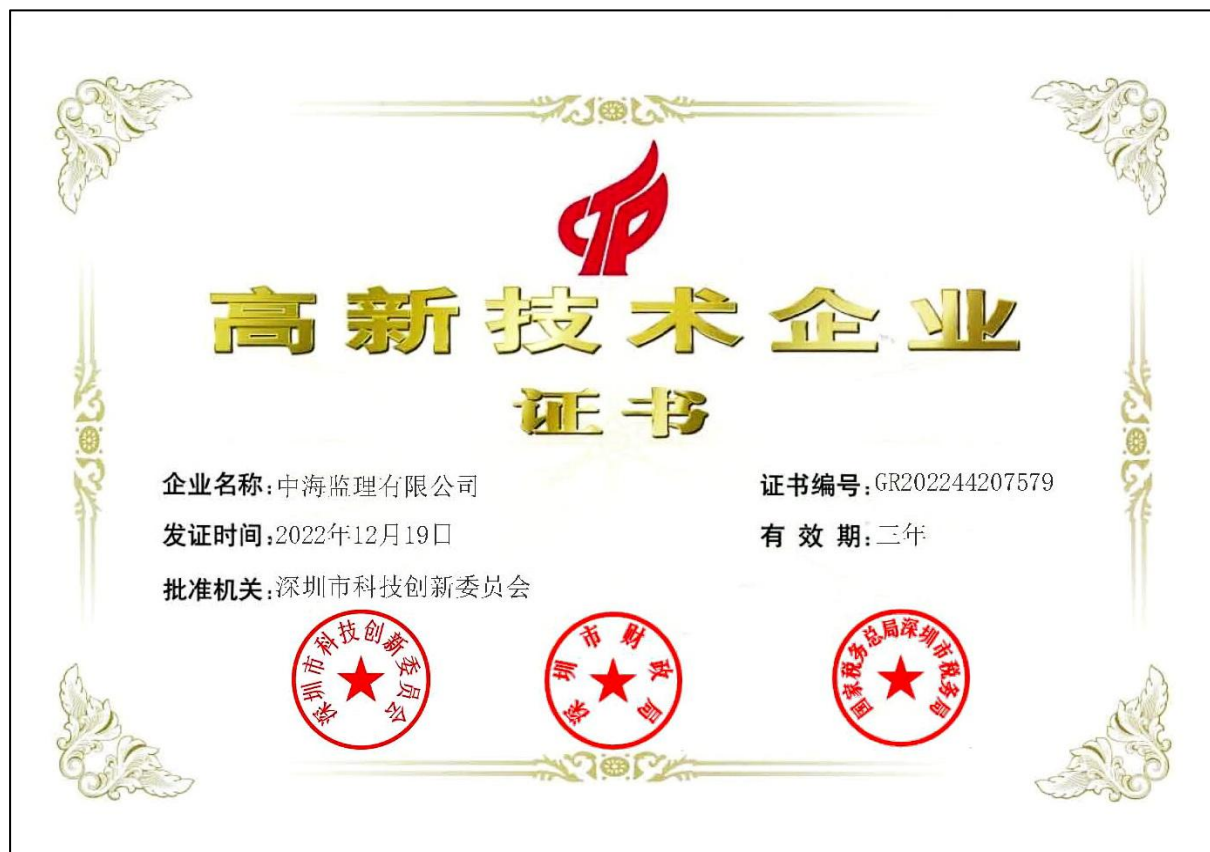 CTP
高新技术企业
证书
企业名称:中海监理有限公司
证书编号:GR202244207579
发证时间:2022年12月19日
有效期:三年
批准机关:深圳市科技创新委员会
深圳市科技创新委员会
深圳市财政局
国家税务总局深圳市税务局